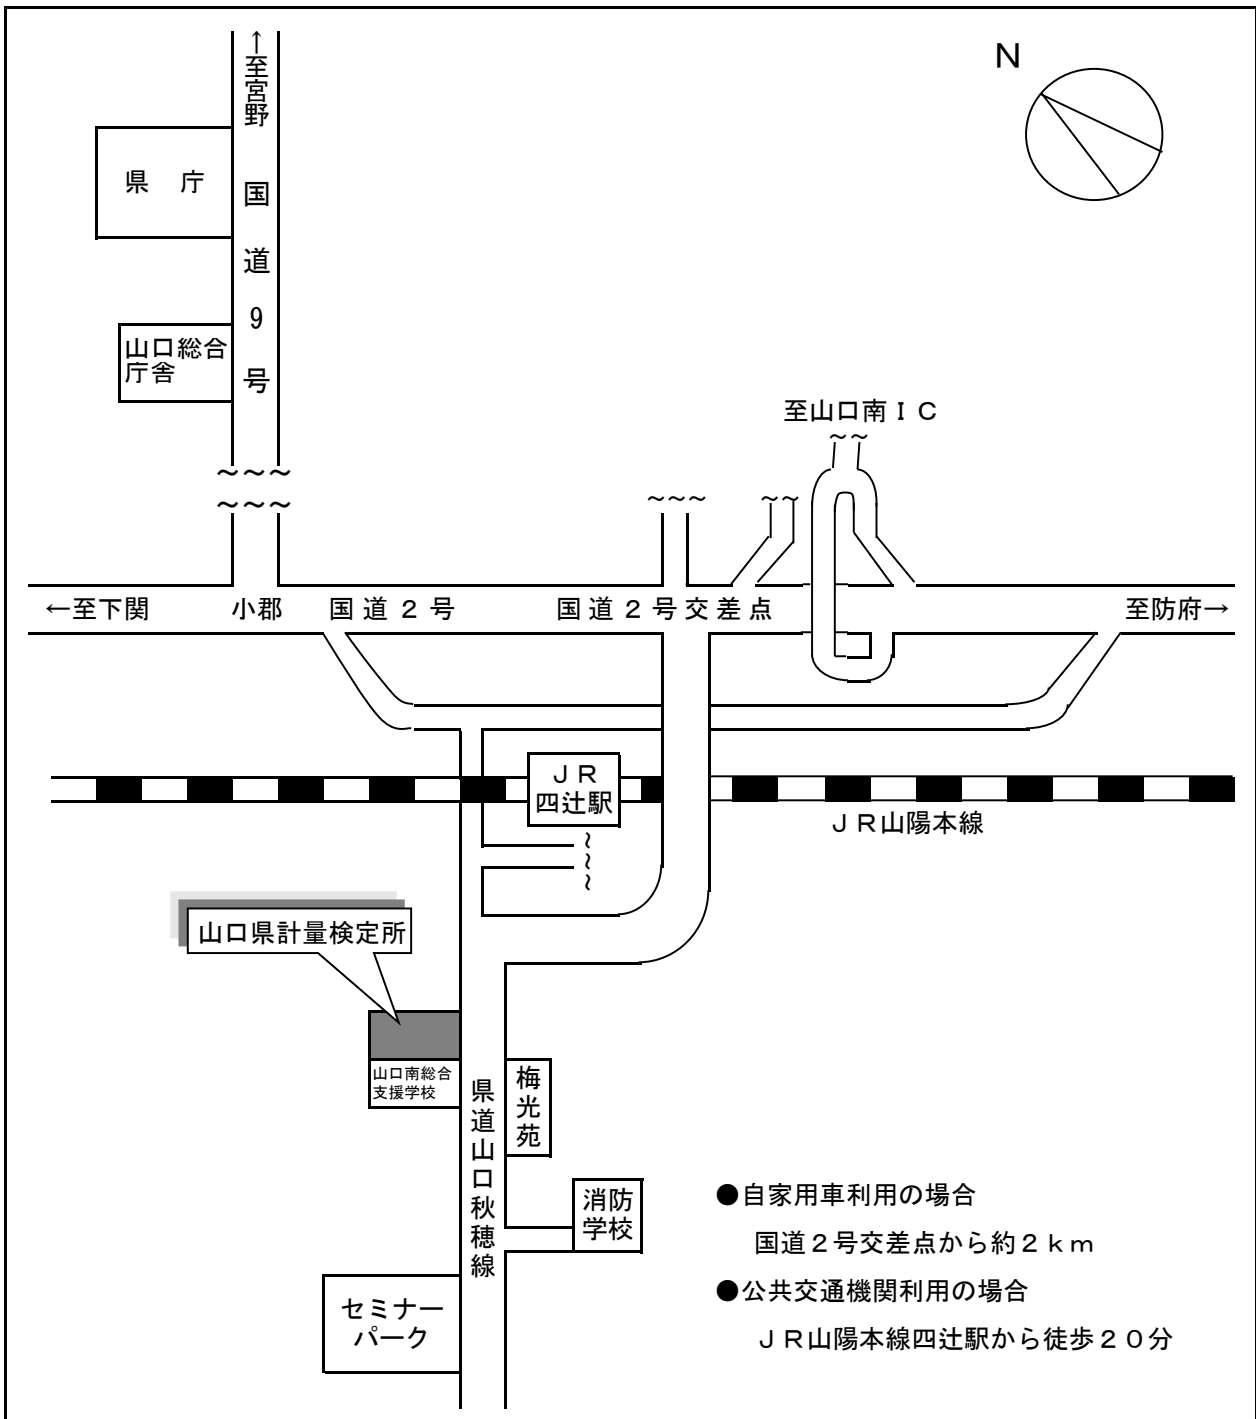 N
↑至宮野
国道9号
県 庁
山口総合
庁舎
～～～
～～～
至山口南ＩＣ
～～
～～～
～～
←至下関
小郡
国道２号
国道２号交差点
至防府→
ＪＲ
四辻駅
～～～
ＪＲ山陽本線
山口県計量検定所
山口南総合
支援学校
県道山口秋穂線
梅光苑
消防
学校
セミナー
パーク
●自家用車利用の場合
国道２号交差点から約２ｋｍ
●公共交通機関利用の場合
ＪＲ山陽本線四辻駅から徒歩２０分